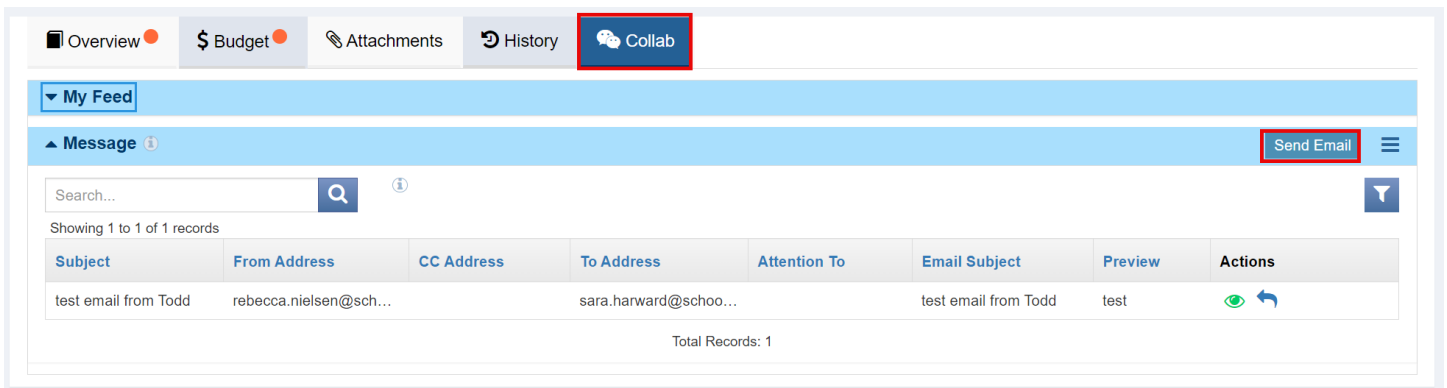 Overview $ Budget Attachments History Collab
My Feed
Message Send Email
Search...
Showing 1 to 1 of 1 records
Subject From Address CC Address To Address Attention To Email Subject Preview Actions
test email from Todd rebecca.nielsen@sch... sara.harward@schoo... test email from Todd test
Total Records: 1